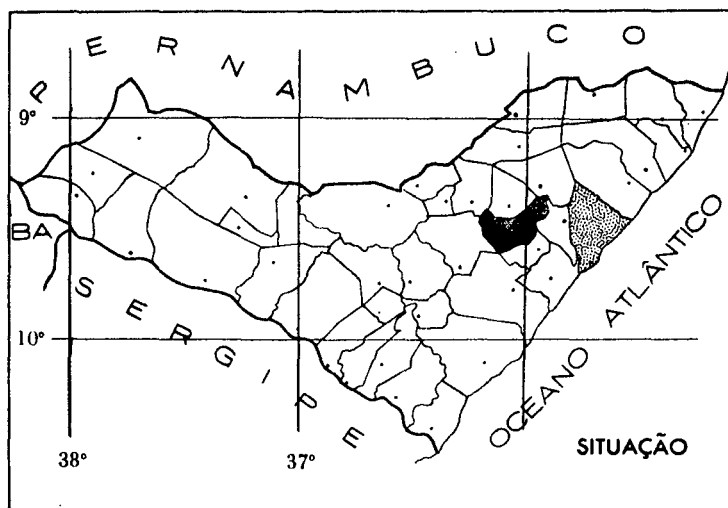 PERNAMBUCO
9°
BA
SERGIPE
10°
OCEANO ATLÂNTICO
SITUAÇÃO
38°
37°